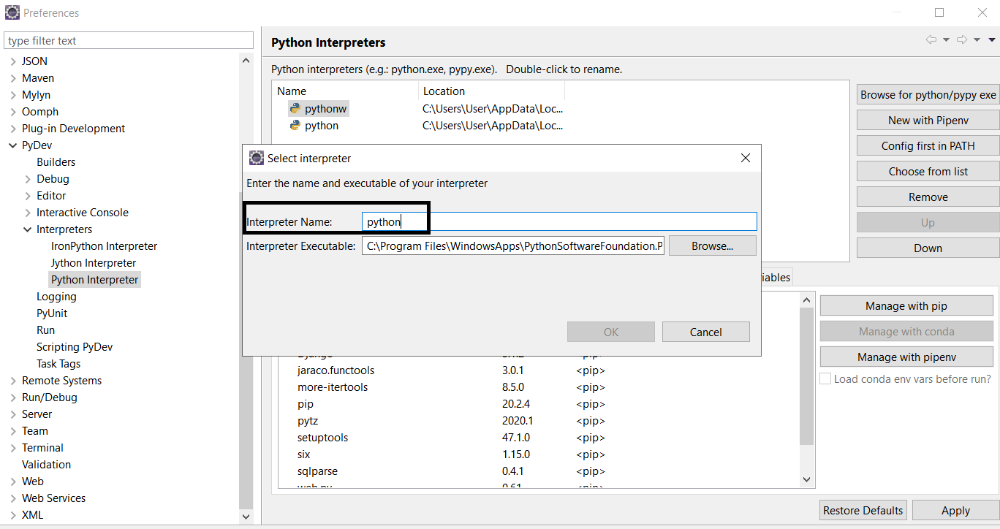 Preferences
type filter text
JSON
Maven
Mylyn
Oomph
Plug-in Development
PyDev
Builders
Debug
Editor
Interactive Console
Interpreters
IronPython Interpreter
Jython Interpreter
Python Interpreter
Logging
PyUnit
Run
Scripting PyDev
Task Tags
Remote Systems
Run/Debug
Server
Team
Terminal
Validation
Web
Web Services
XML
Python Interpreters
Python interpreters (e.g.: python.exe, pypy.exe). Double-click to rename.
Name Location
pythonw C:\Users\User\AppData\Loc...
python C:\Users\User\AppData\Loc...
Browse for python/pypy exe
New with Pipenv
Config first in PATH
Choose from list
Remove
Up
Down
Select interpreter
Enter the name and executable of your interpreter
Interpreter Name: python
Interpreter Executable: C:\Program Files\WindowsApps\PythonSoftwareFoundation.P Browse...
OK Cancel
iables
<pip>
jaraco.functools 3.0.1 <pip>
more-itertools 8.5.0 <pip>
pip 20.2.4 <pip>
pytz 2020.1 <pip>
setuptools 47.1.0 <pip>
six 1.15.0 <pip>
sqlparse 0.4.1 <pip>
web.py 0.61 <pip>
Manage with pip
Manage with conda
Manage with pipenv
Load conda env vars before run?
Restore Defaults Apply